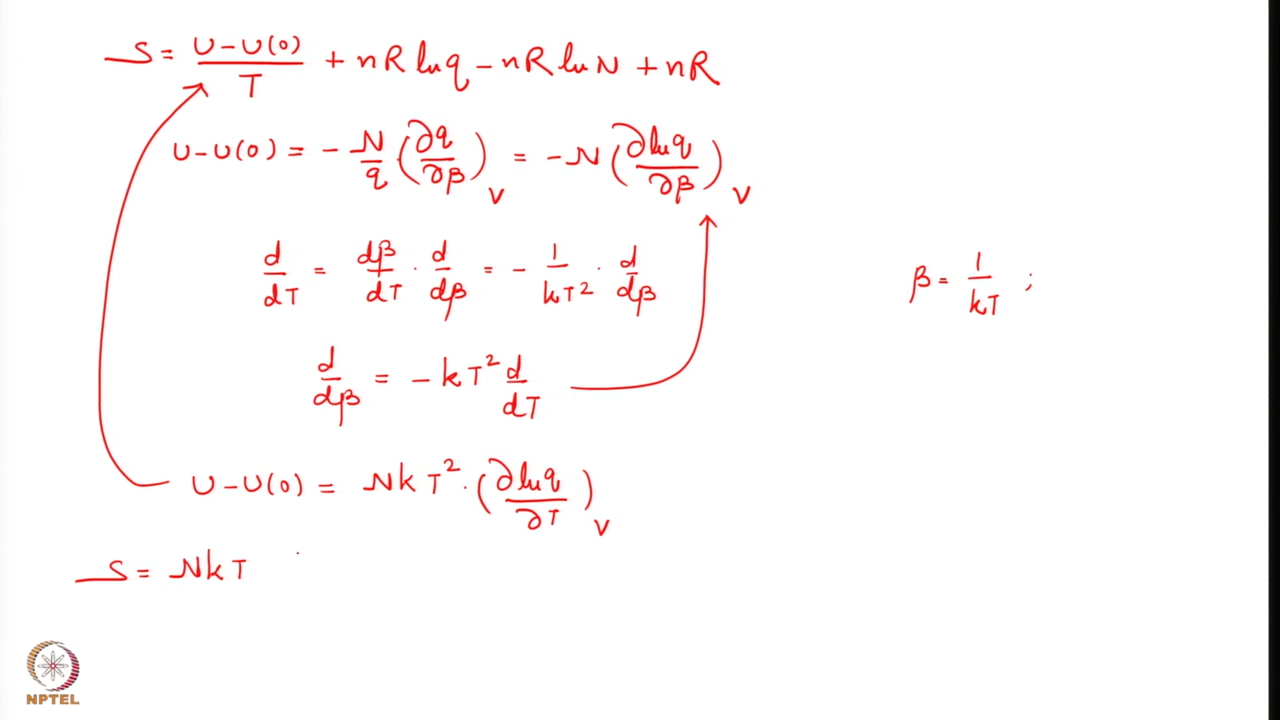 S = U-U(0)/T + nR ln q - nR ln N + nR
U-U(0) = - N/q (∂q/∂β)_V = -N (∂ln q/∂β)_V
d/dT = dβ/dT · d/dβ = - 1/kT² · d/dβ
β = 1/kT ;
d/dβ = -kT² d/dT
U-U(0) = NkT² · (∂ln q/∂T)_V
S = NkT
NPTEL